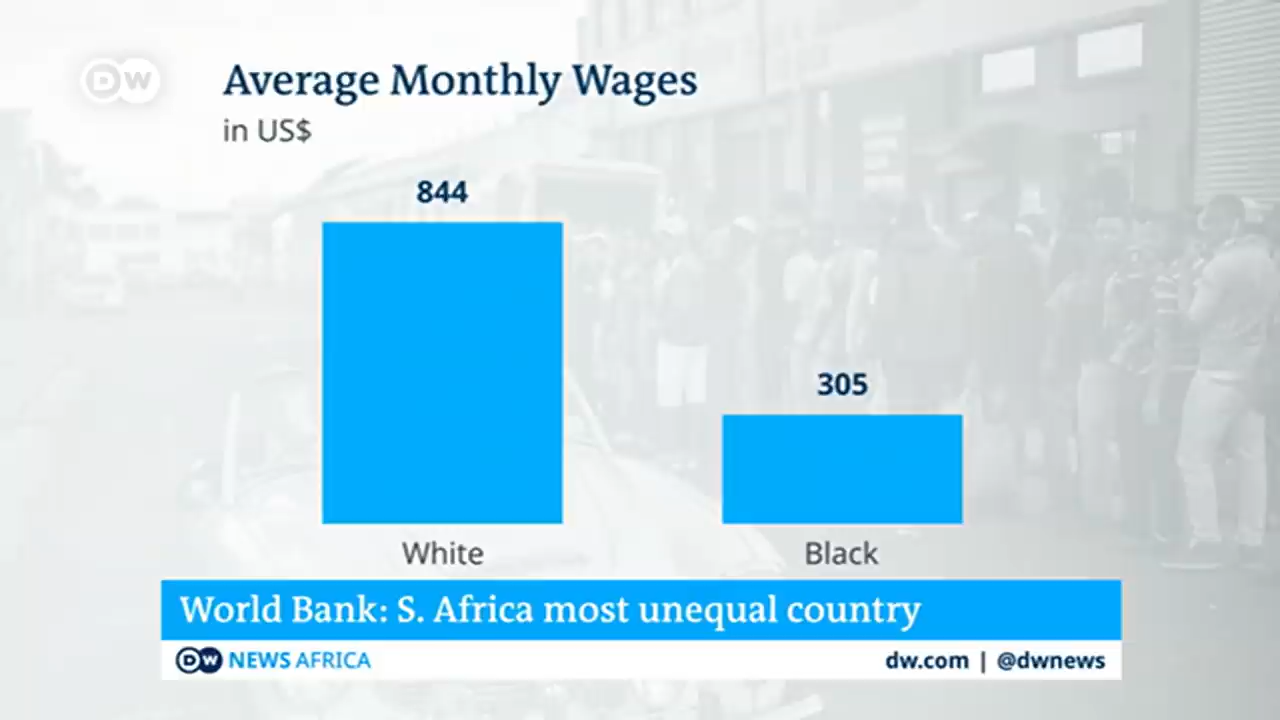 DW
Average Monthly Wages
in US$
844
305
White
Black
World Bank: S. Africa most unequal country
DW NEWS AFRICA
dw.com | @dwnews